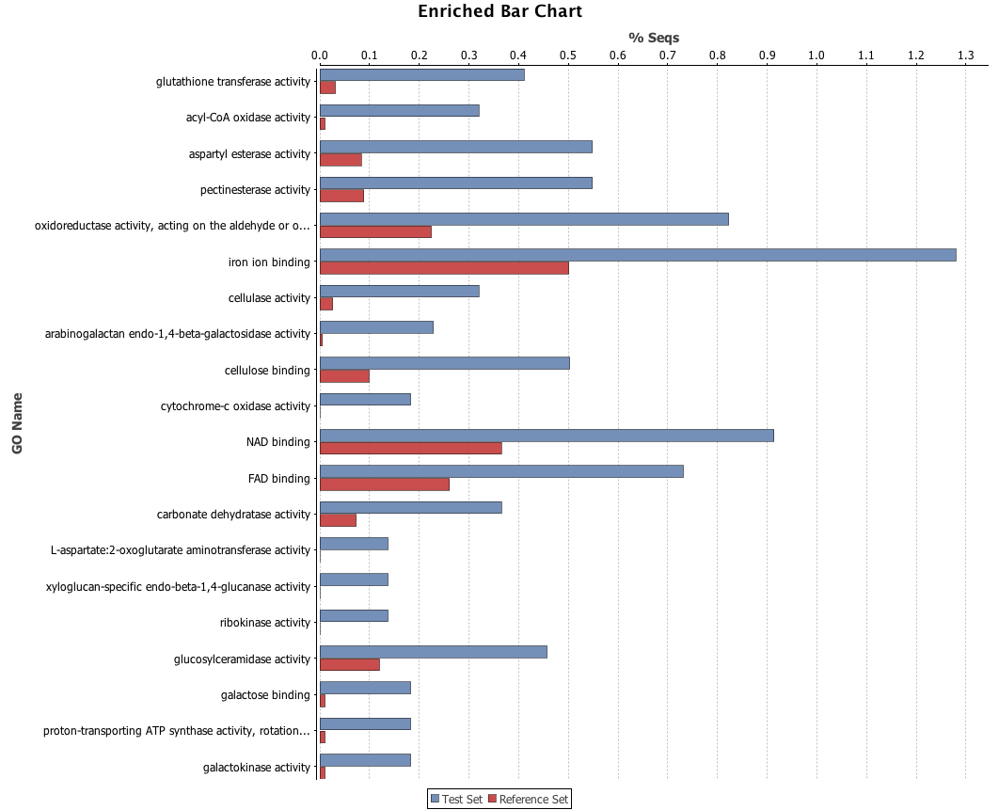 Enriched Bar Chart
% Seqs
0.0 0.1 0.2 0.3 0.4 0.5 0.6 0.7 0.8 0.9 1.0 1.1 1.2 1.3
glutathione transferase activity
acyl-CoA oxidase activity
aspartyl esterase activity
pectinesterase activity
oxidoreductase activity, acting on the aldehyde or o...
iron ion binding
cellulase activity
arabinogalactan endo-1,4-beta-galactosidase activity
cellulose binding
cytochrome-c oxidase activity
NAD binding
FAD binding
carbonate dehydratase activity
L-aspartate:2-oxoglutarate aminotransferase activity
xyloglucan-specific endo-beta-1,4-glucanase activity
ribokinase activity
glucosylceramidase activity
galactose binding
proton-transporting ATP synthase activity, rotation...
galactokinase activity
GO Name
Test Set Reference Set